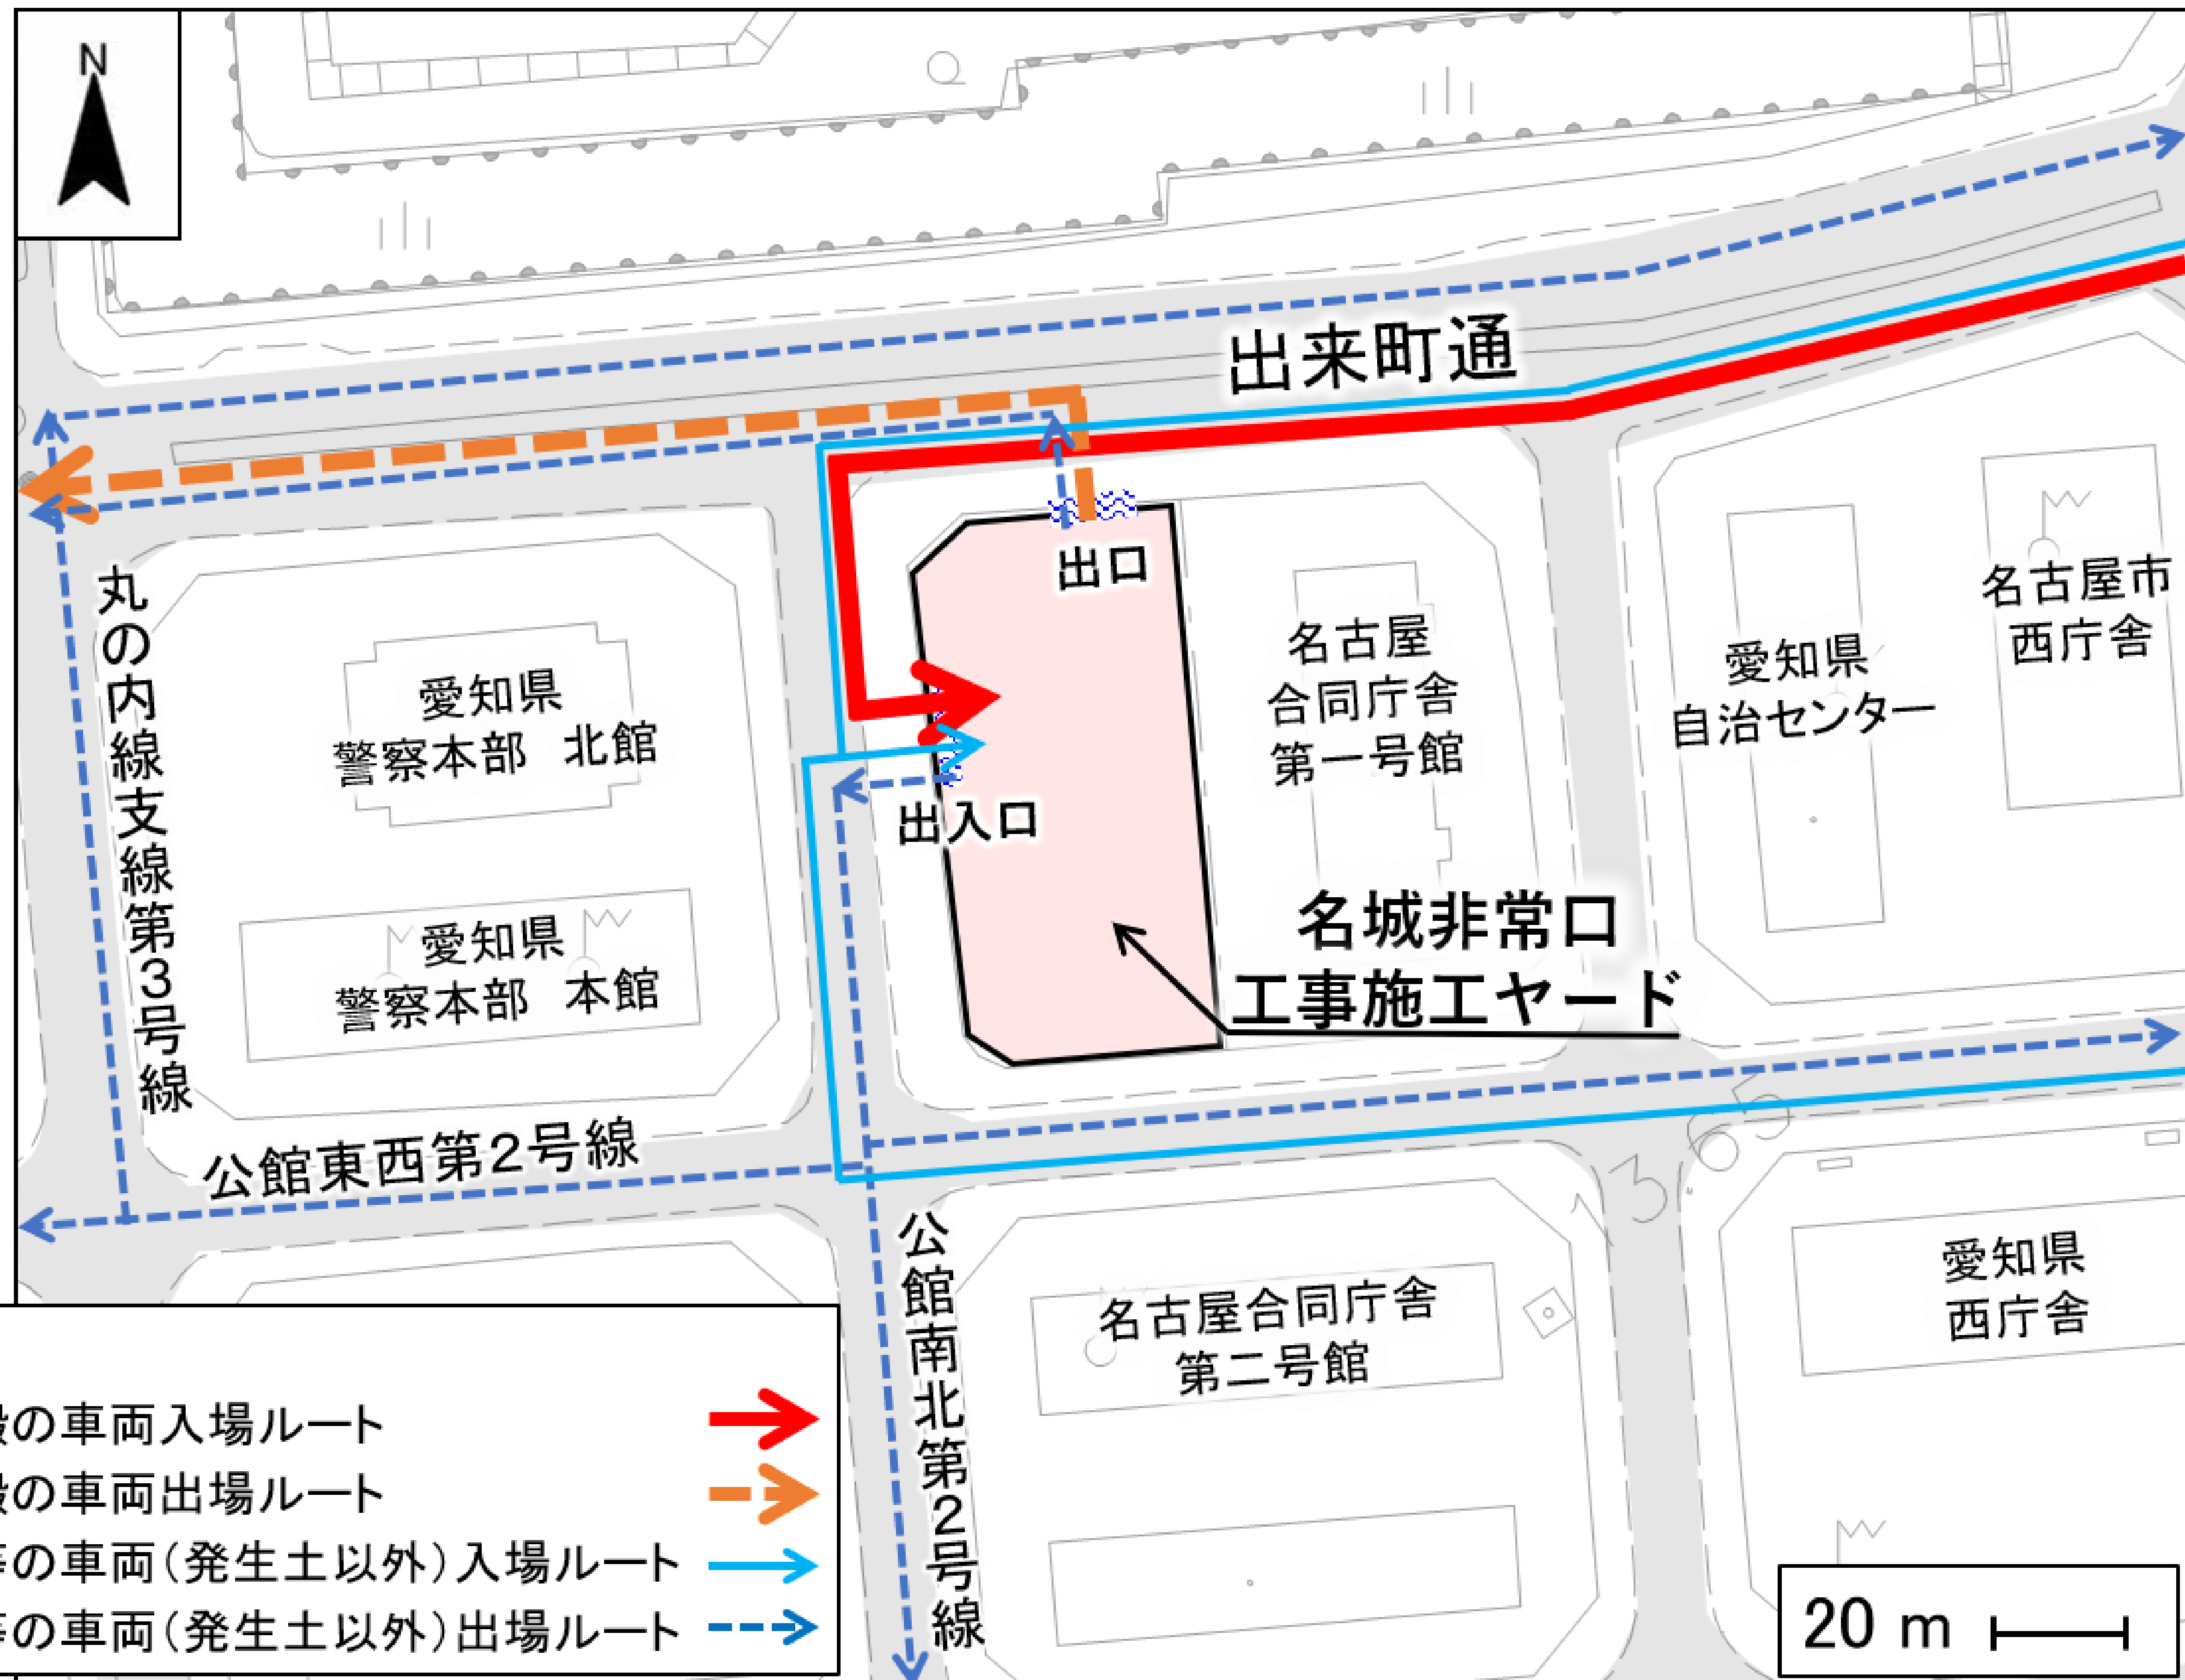 N
出来町通
出口
名古屋市
西庁舎
名古屋
合同庁舎
第一号館
愛知県
自治センター
丸の内線支線第3号線
愛知県
警察本部 北館
出入口
愛知県
警察本部 本館
名城非常口
工事施工ヤード
公館東西第2号線
公館南北第2号線
名古屋合同庁舎
第二号館
愛知県
西庁舎
の車両入場ルート
の車両出場ルート
の車両(発生土以外)入場ルート
の車両(発生土以外)出場ルート
20 m